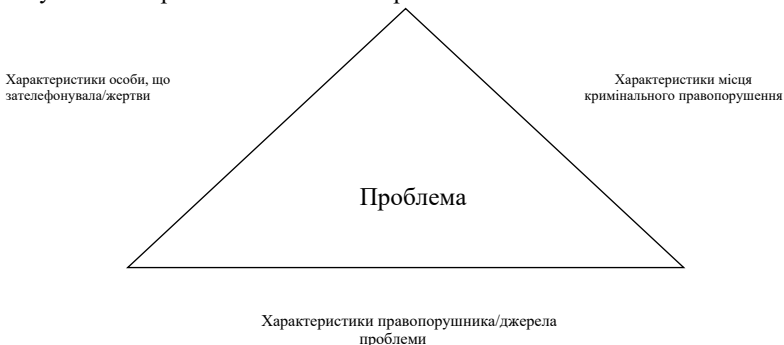 Характеристики особи, що
зателефонувала/жертви
Характеристики місця
кримінального правопорушення
Проблема
Характеристики правопорушника/джерела
проблеми